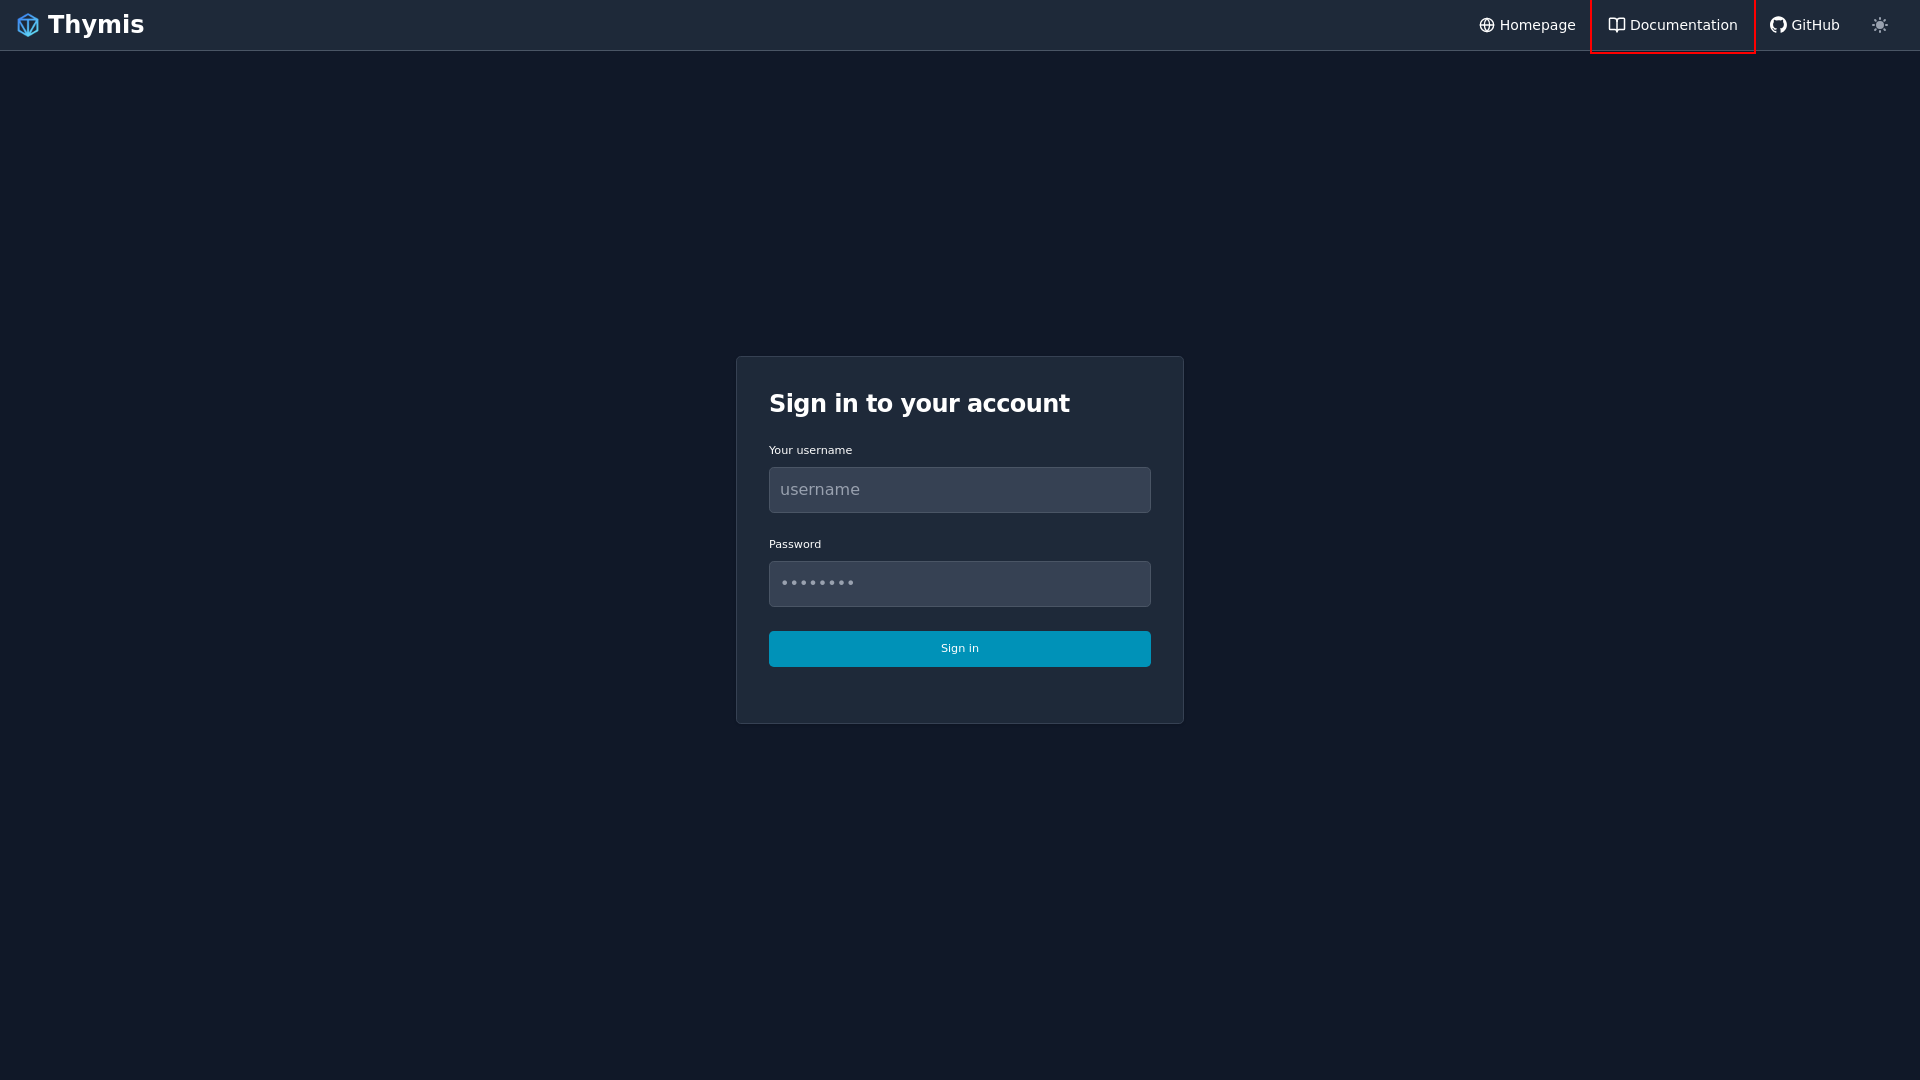 Thymis
Homepage
Documentation
GitHub
Sign in to your account
Your username
username
Password
••••••••
Sign in